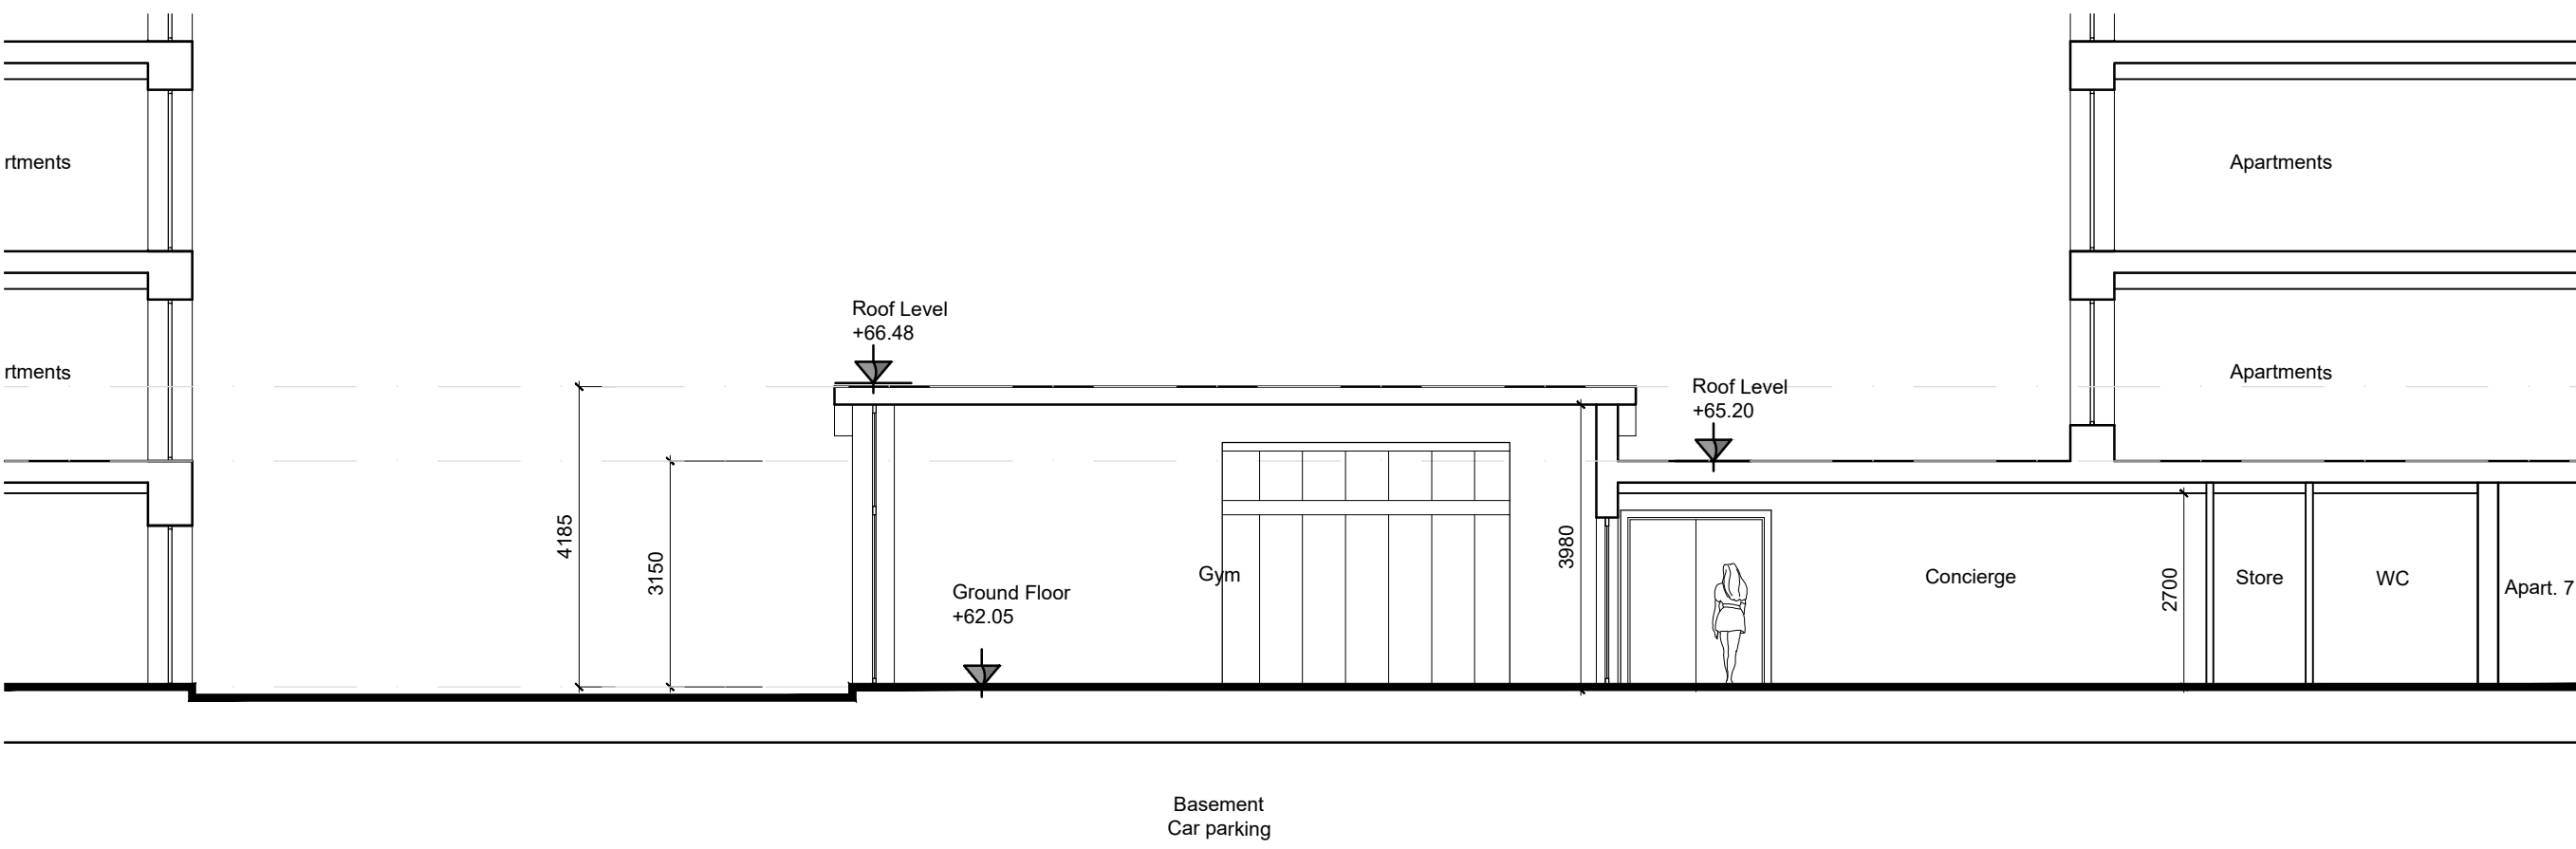 rtments
Apartments
Roof Level
+66.48
rtments
Apartments
Roof Level
+65.20
4185
3150
3980
Ground Floor
+62.05
Gym
Concierge
2700
Store
WC
Apart. 7
Basement
Car parking